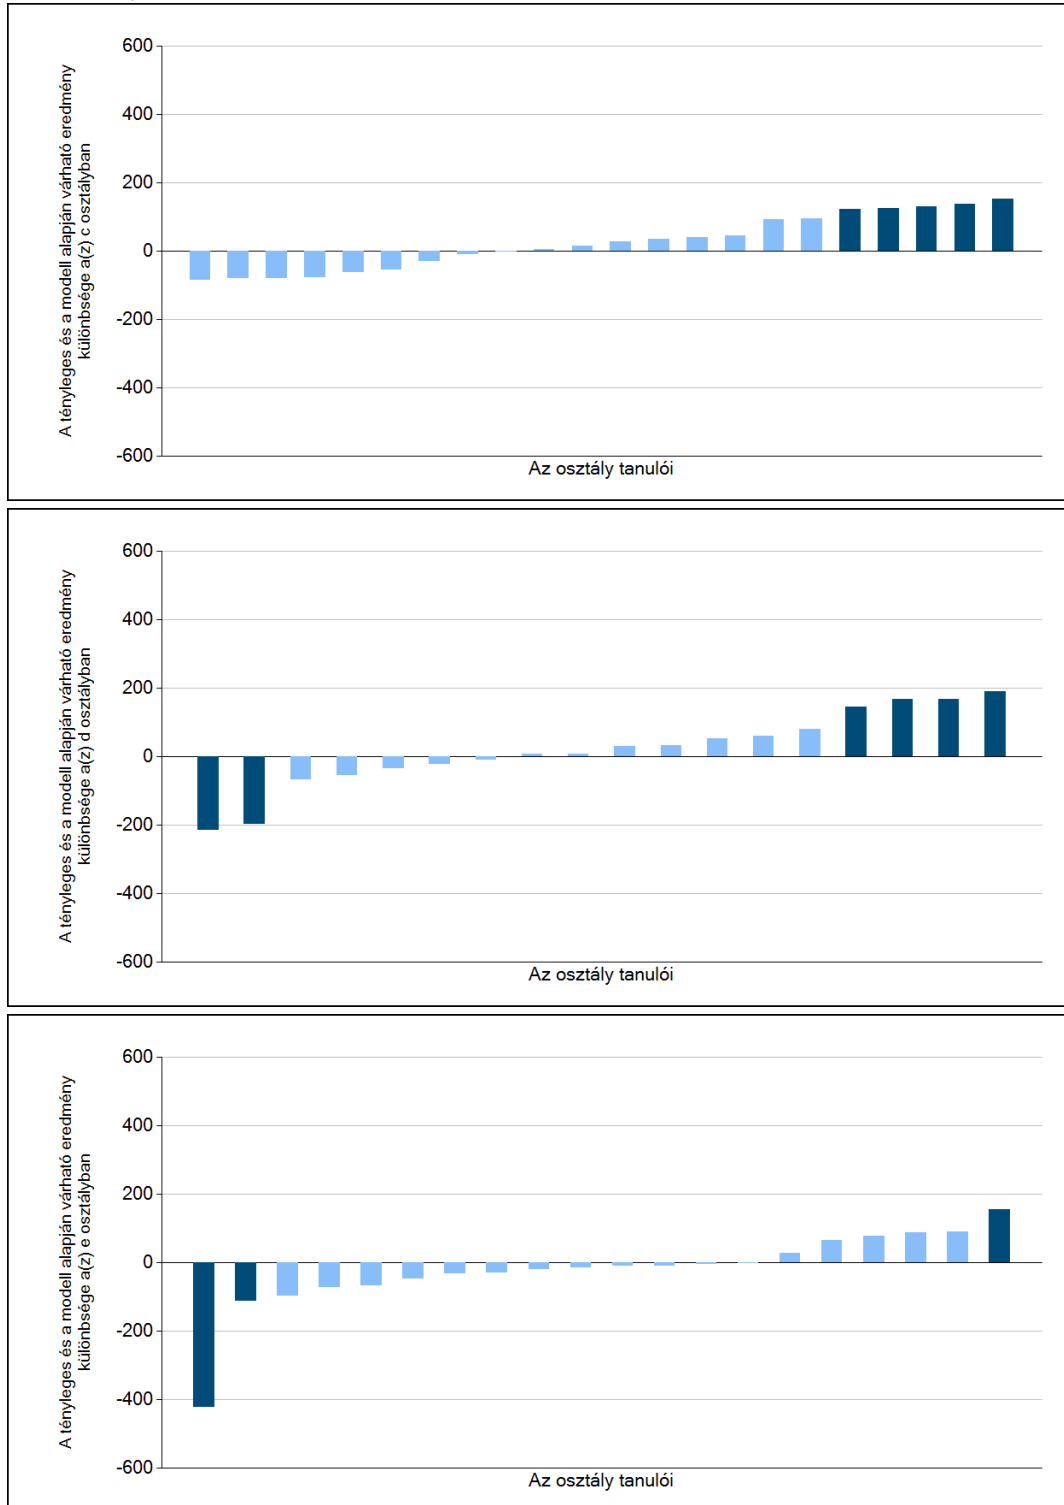 A tényleges és a modell alapján várható eredmény
különbsége a(z) c osztályban
600
400
200
0
-200
-400
-600
Az osztály tanulói
A tényleges és a modell alapján várható eredmény
különbsége a(z) d osztályban
600
400
200
0
-200
-400
-600
Az osztály tanulói
A tényleges és a modell alapján várható eredmény
különbsége a(z) e osztályban
600
400
200
0
-200
-400
-600
Az osztály tanulói